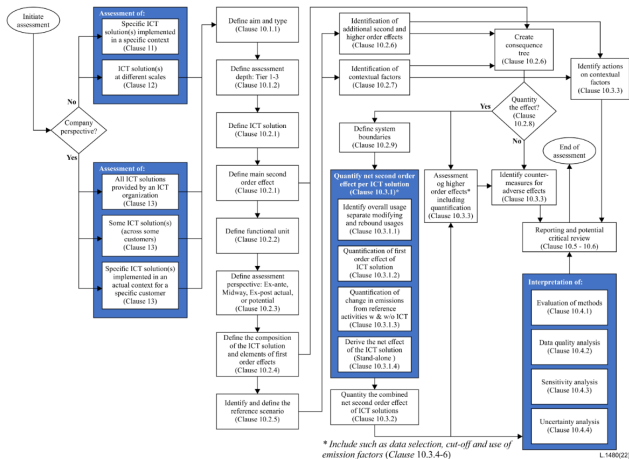 Initiate
assessment
Company
perspective?
No
Yes
Assessment of:
Specific ICT
solution(s) implemented
in a specific context
(Clause 11)
ICT solution(s)
at different scales
(Clause 12)
Assessment of:
All ICT solutions
provided by an ICT
organization
(Clause 13)
Some ICT solution(s)
(across some
customers)
(Clause 13)
Specific ICT solution(s)
implemented in an
actual context for a
specific customer
(Clause 13)
Define aim and type
(Clause 10.1.1)
Define assessment
depth: Tier 1-3
(Clause 10.1.2)
Define ICT solution
(Clause 10.2.1)
Define main second
order effect
(Clause 10.2.1)
Define functional unit
(Clause 10.2.2)
Define assessment
perspective: Ex-ante,
Midway, Ex-post actual,
or potential
(Clause 10.2.3)
Define the composition
of the ICT solution
and elements of first
order effects
(Clause 10.2.4)
Identify and define the
reference scenario
(Clause 10.2.5)
Identification of
additional second and
higher order effects
(Clause 10.2.6)
Identification of
contextual factors
(Clause 10.2.7)
Define system
boundaries
(Clause 10.2.9)
Quantify net second order
effect per ICT solution
(Clause 10.3.1)*
Identify overall usage
separate modifying
and rebound usages
(Clause 10.3.1.1)
Quantification of first
order effect of
ICT solution
(Clause 10.3.1.2)
Quantification of
change in emissions
from reference
activities w & w/o ICT
(Clause 10.3.1.3)
Derive the net effect
of the ICT solution
(Stand-alone )
(Clause 10.3.1.4)
Quantity the combined
net second order effect
of ICT solutions
(Clause 10.3.2)
Create
consequence
tree
(Clause 10.2.6)
Quantity
the effect?
(Clause
10.2.8)
Yes
No
Assessment
og higher
order effects*
including
quantification
(Clause 10.3.3)
Identify counter-
measures for
adverse effects
(Clause 10.3.3)
Identify actions
on contextual
factors
(Clause
10.3.3)
End of
assessment
Reporting and potential
critical review
(Clause 10.5 - 10.6)
Interpretation of:
Evaluation of methods
(Clause 10.4.1)
Data quality analysis
(Clause 10.4.2)
Sensitivity analysis
(Clause 10.4.3)
Uncertainty analysis
(Clause 10.4.4)
* Include such as data selection, cut-off and use of
emission factors (Clause 10.3.4-6)
L.1480(22)